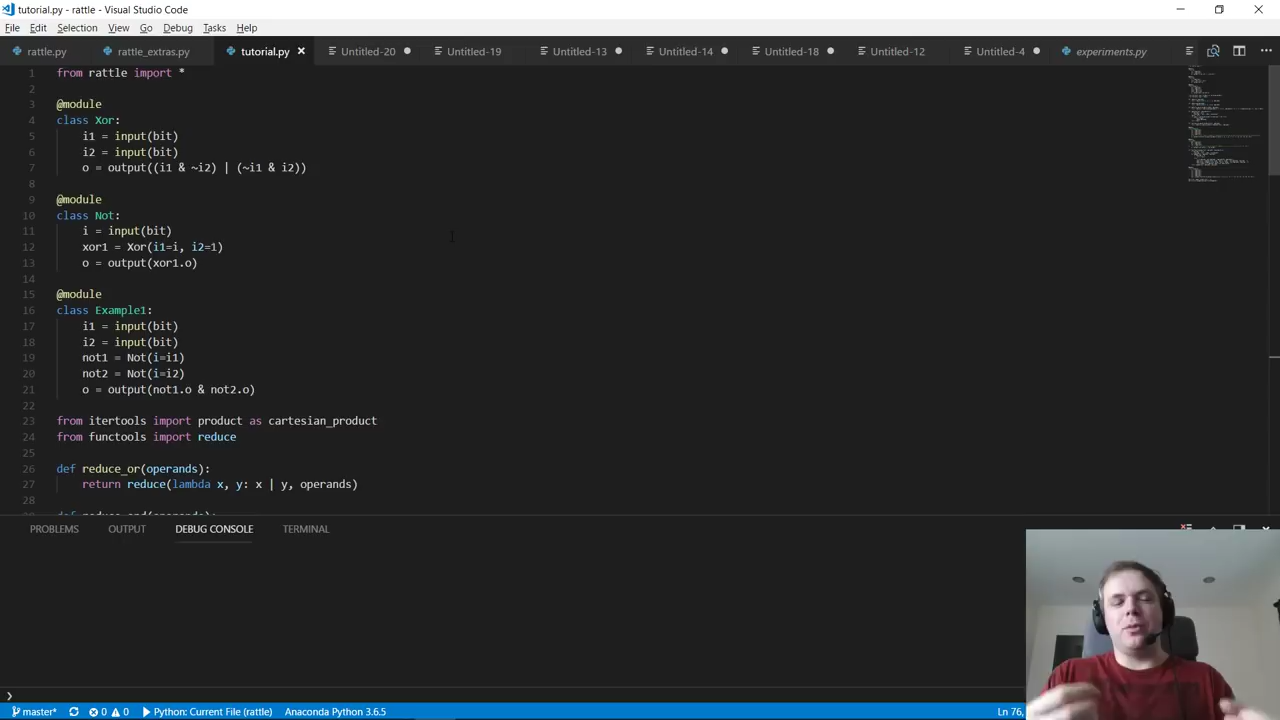 tutorial.py - rattle - Visual Studio Code
File Edit Selection View Go Debug Tasks Help
rattle.py rattle_extras.py tutorial.py Untitled-20 Untitled-19 Untitled-13 Untitled-14 Untitled-18 Untitled-12 Untitled-4 experiments.py
1 from rattle import *
2
3 @module
4 class Xor:
5 i1 = input(bit)
6 i2 = input(bit)
7 o = output((i1 & ~i2) | (~i1 & i2))
8
9 @module
10 class Not:
11 i = input(bit)
12 xor1 = Xor(i1=i, i2=1)
13 o = output(xor1.o)
14
15 @module
16 class Example1:
17 i1 = input(bit)
18 i2 = input(bit)
19 not1 = Not(i=i1)
20 not2 = Not(i=i2)
21 o = output(not1.o & not2.o)
22
23 from itertools import product as cartesian_product
24 from functools import reduce
25
26 def reduce_or(operands):
27 return reduce(lambda x, y: x | y, operands)
28
PROBLEMS OUTPUT DEBUG CONSOLE TERMINAL
master* 0 0 Python: Current File (rattle) Anaconda Python 3.6.5 Ln 76,